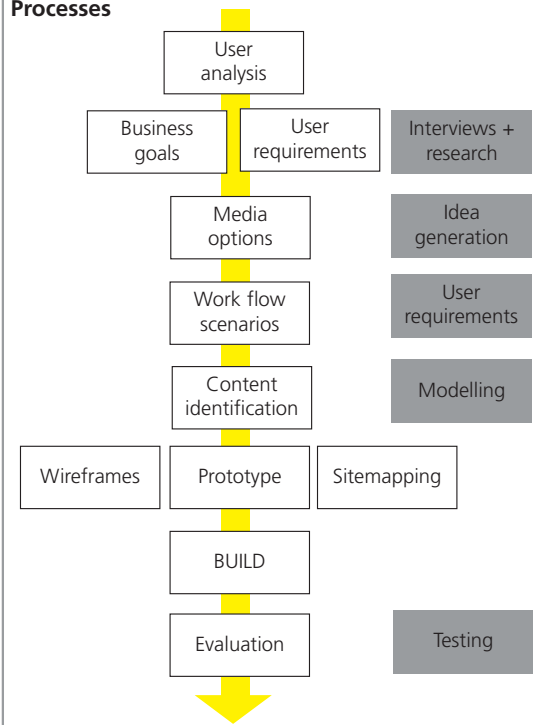 Processes
User
analysis
Business
goals
User
requirements
Interviews +
research
Media
options
Idea
generation
Work flow
scenarios
User
requirements
Content
identification
Modelling
Wireframes
Prototype
Sitemapping
BUILD
Evaluation
Testing